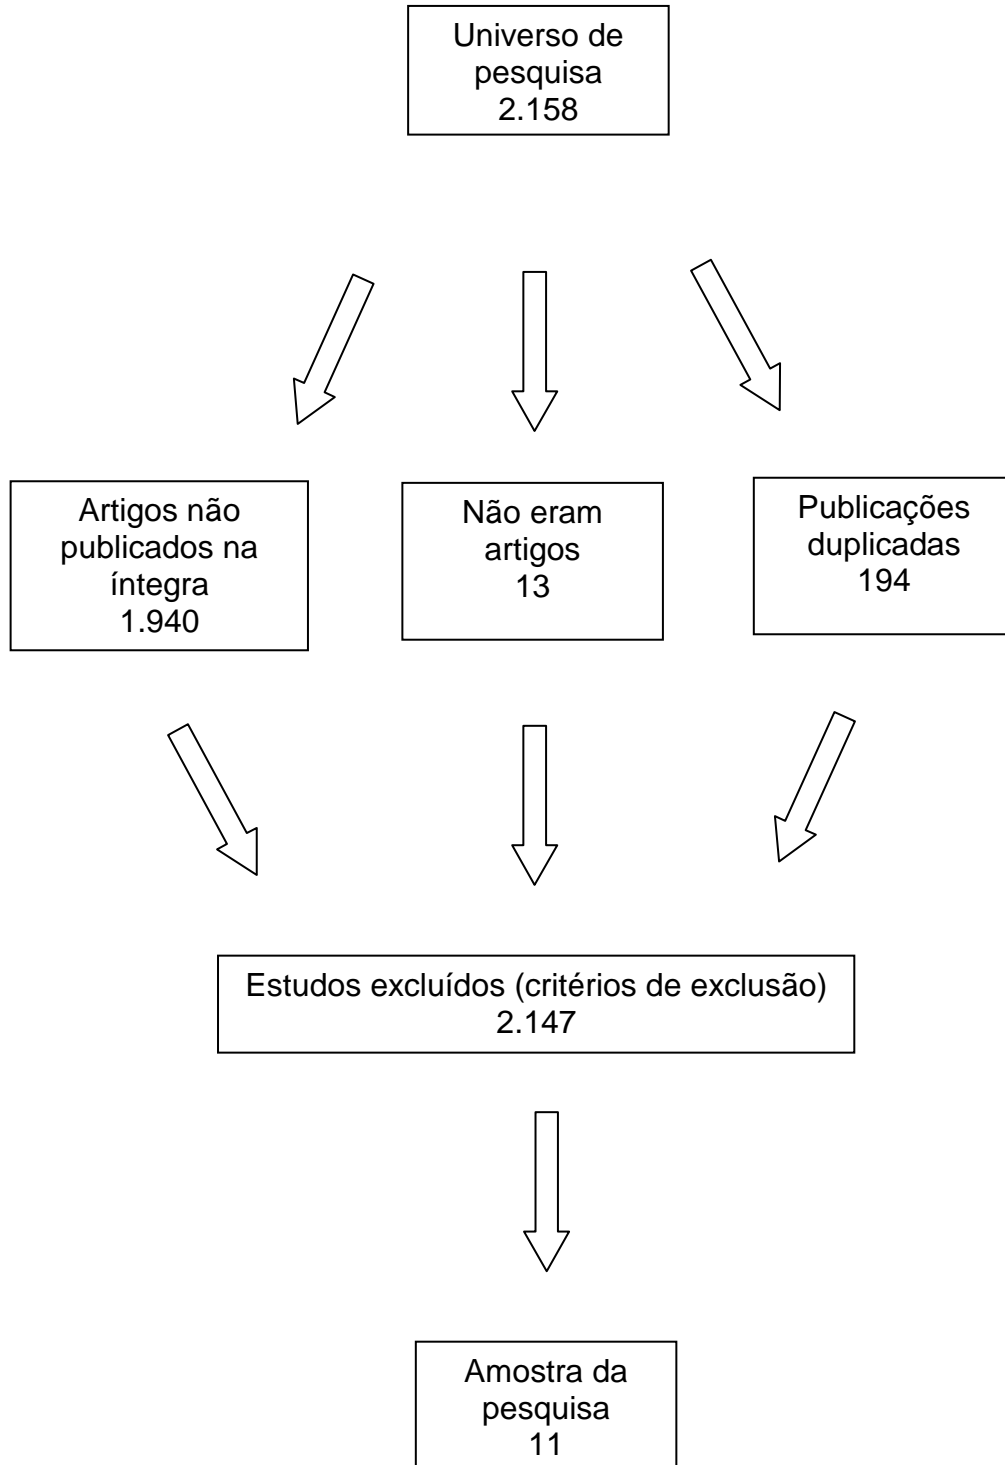 Universo de
pesquisa
2.158
Artigos não
publicados na
íntegra
1.940
Não eram
artigos
13
Publicações
duplicadas
194
Estudos excluídos (critérios de exclusão)
2.147
Amostra da
pesquisa
11